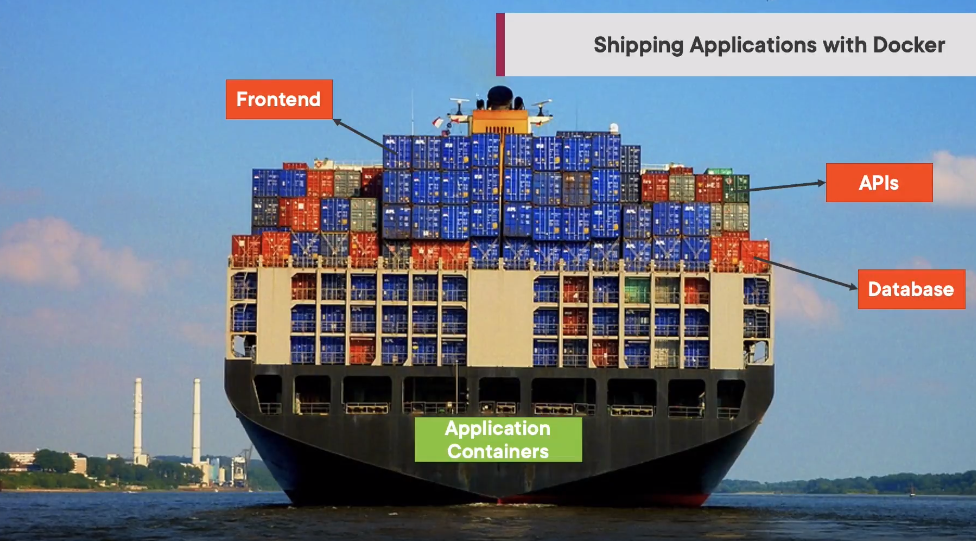 Shipping Applications with Docker
Frontend
APIs
Database
Application
Containers